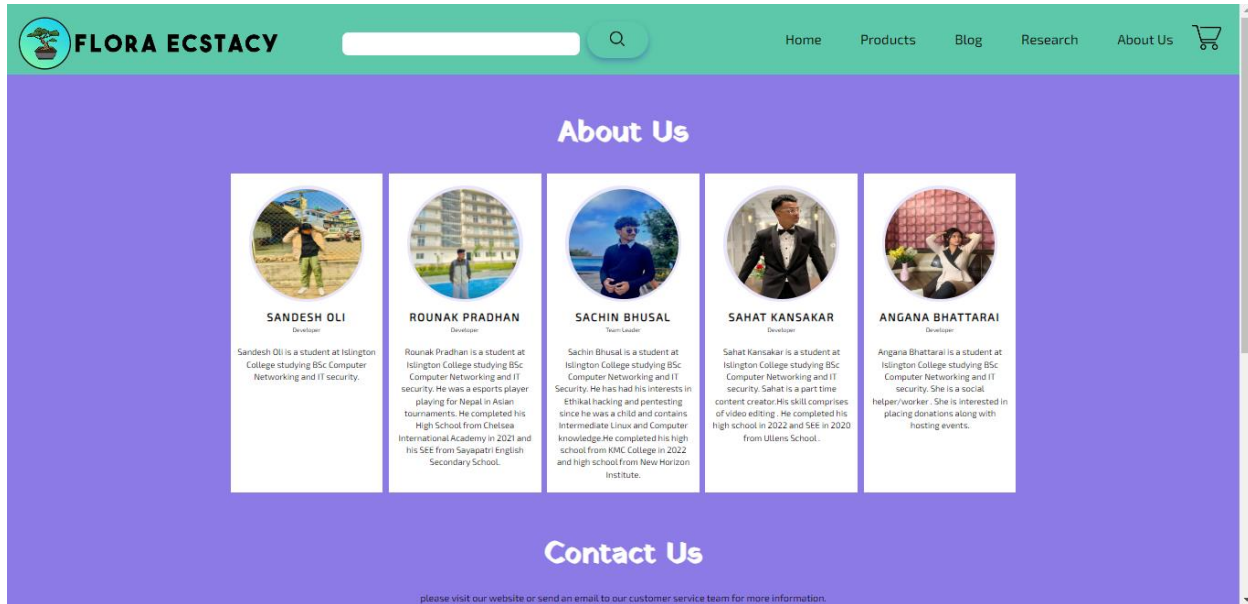 FLORA ECSTACY
Home Products Blog Research About Us
About Us
SANDESH OLI
Developer
Sandesh Oli is a student at Islington
College studying BSc Computer
Networking and IT security.
ROUNAK PRADHAN
Developer
Rounak Pradhan is a student at
Islington College studying BSc
Computer Networking and IT
security. He was a esports player
playing for Nepal in Asian
tournaments. He completed his
High School from Chelsea
International Academy in 2021 and
his SEE from Sayapatri English
Secondary School.
SACHIN BHUSAL
Team Leader
Sachin Bhusal is a student at
Islington College studying BSc
Computer Networking and IT
Security. He has had his interests in
Ethikal hacking and pentesting
since he was a child and contains
Intermediate Linux and Computer
knowledge.He completed his high
school from KMC College in 2022
and high school from New Horizon
Institute.
SAHAT KANSAKAR
Developer
Sahat Kansakar is a student at
Islington College studying BSc
Computer Networking and IT
security. Sahat is a part time
content creator.His skill comprises
of video editing . He completed his
high school in 2022 and SEE in 2020
from Ullens School .
ANGANA BHATTARAI
Developer
Angana Bhattarai is a student at
Islington College studying BSc
Computer Networking and IT
security. She is a social
helper/worker . She is interested in
placing donations along with
hosting events.
Contact Us
please visit our website or send an email to our customer service team for more information.